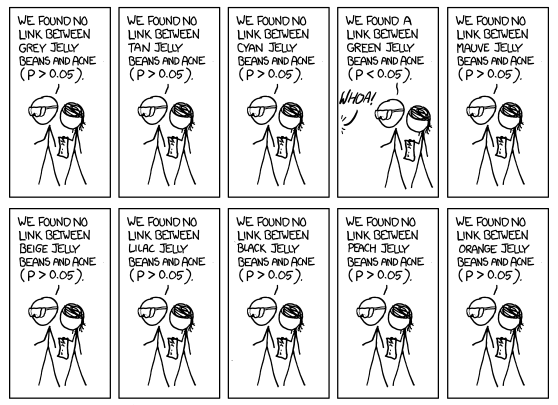 WE FOUND NO
LINK BETWEEN
GREY JELLY
BEANS AND ACNE
(P > 0.05).
WE FOUND NO
LINK BETWEEN
TAN JELLY
BEANS AND ACNE
(P > 0.05).
WE FOUND NO
LINK BETWEEN
CYAN JELLY
BEANS AND ACNE
(P > 0.05).
WE FOUND A
LINK BETWEEN
GREEN JELLY
BEANS AND ACNE
(P < 0.05).
WHOA!
WE FOUND NO
LINK BETWEEN
MAUVE JELLY
BEANS AND ACNE
(P > 0.05).
WE FOUND NO
LINK BETWEEN
BEIGE JELLY
BEANS AND ACNE
(P > 0.05).
WE FOUND NO
LINK BETWEEN
LILAC JELLY
BEANS AND ACNE
(P > 0.05).
WE FOUND NO
LINK BETWEEN
BLACK JELLY
BEANS AND ACNE
(P > 0.05).
WE FOUND NO
LINK BETWEEN
PEACH JELLY
BEANS AND ACNE
(P > 0.05).
WE FOUND NO
LINK BETWEEN
ORANGE JELLY
BEANS AND ACNE
(P > 0.05).